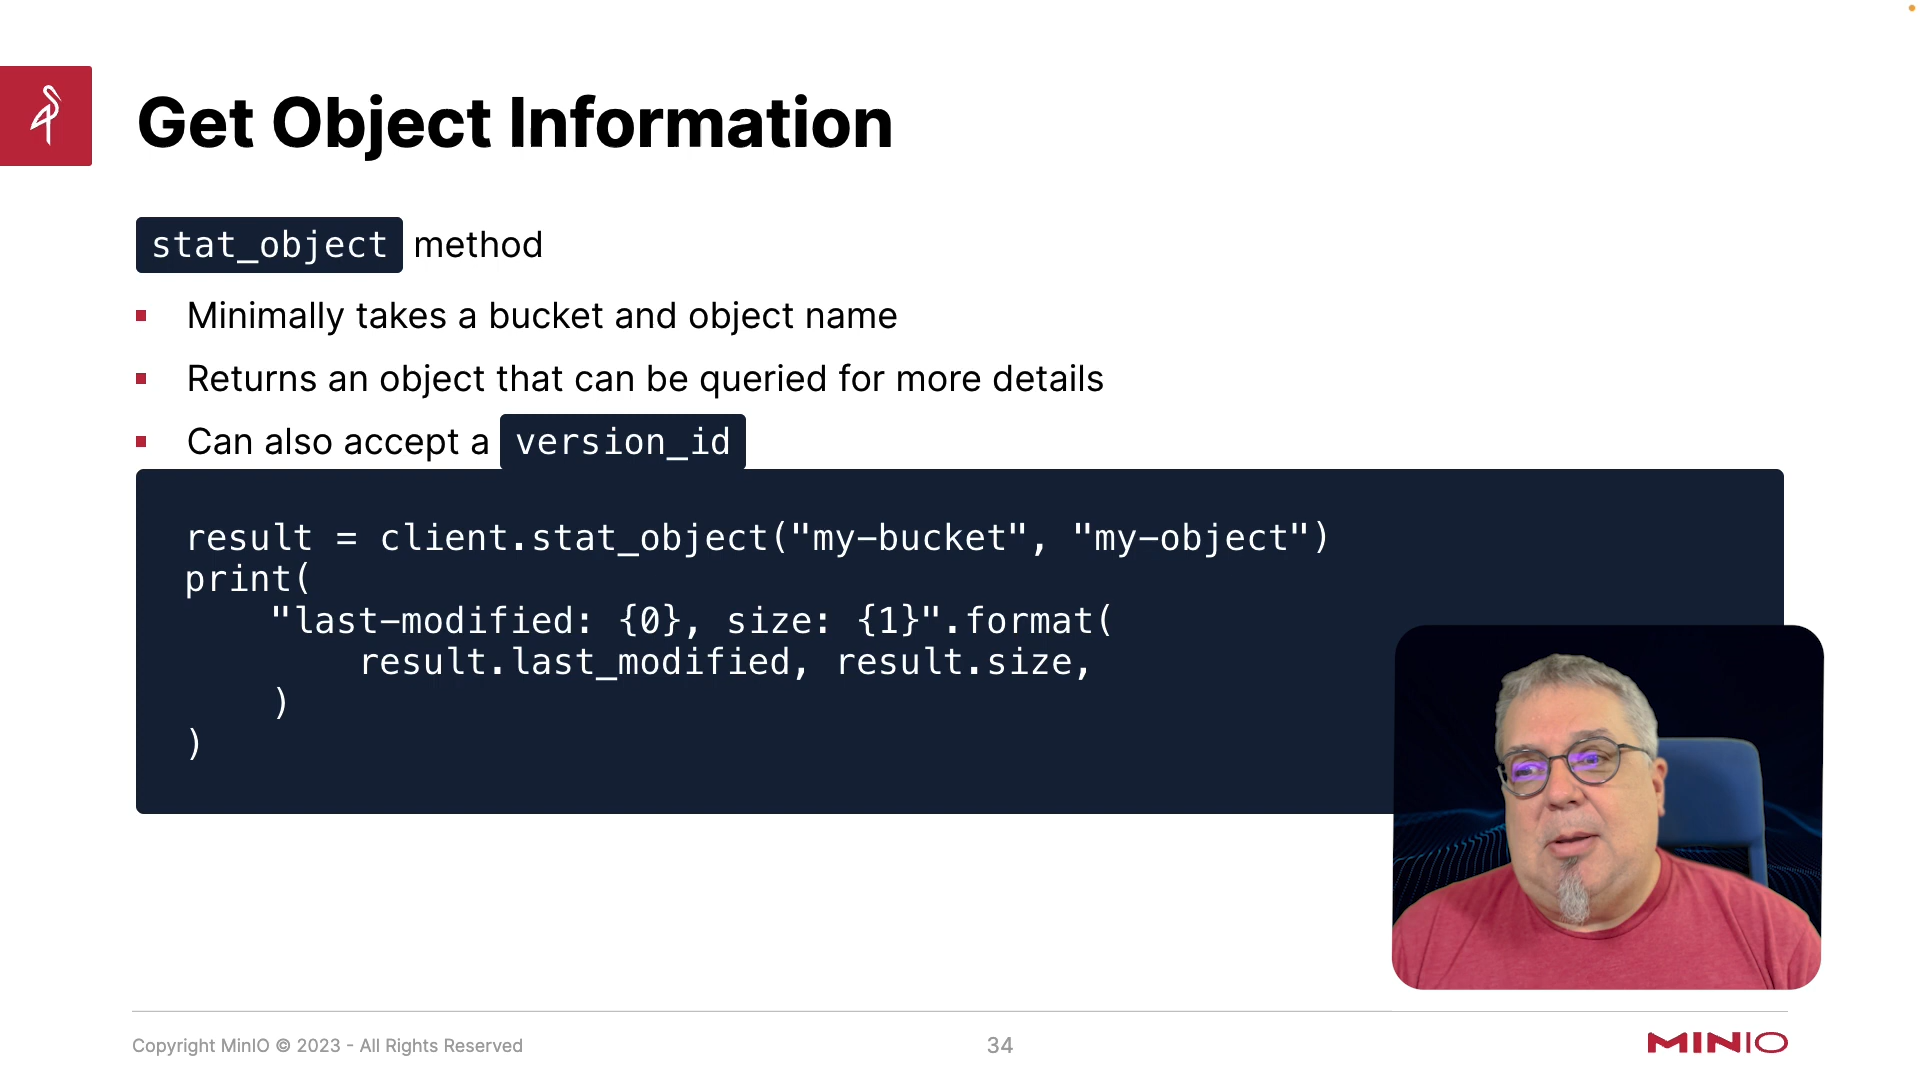 Get Object Information
stat_object method
▪ Minimally takes a bucket and object name
▪ Returns an object that can be queried for more details
▪ Can also accept a version_id
result = client.stat_object("my-bucket", "my-object")
print(
    "last-modified: {0}, size: {1}".format(
        result.last_modified, result.size,
    )
)
Copyright MinIO © 2023 - All Rights Reserved
34
MINIO